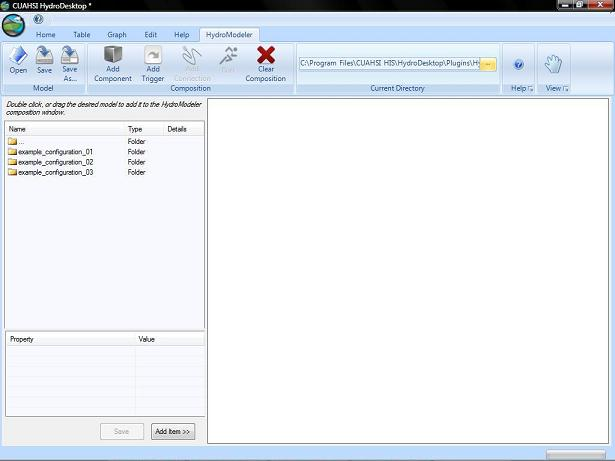 CUAHSI HydroDesktop *
Home Table Graph Edit Help HydroModeler
Open Save Save As...
Model
Add Component Add Trigger Add Connection Run Clear Composition
Composition
C:\Program Files\CUAHSI HIS\HydroDesktop\Plugins\Hy ...
Current Directory
Help
View
Double click, or drag the desired model to add it to the HydroModeler
composition window.
Name Type Details
... Folder
example_configuration_01 Folder
example_configuration_02 Folder
example_configuration_03 Folder
Property Value
Save Add Item >>